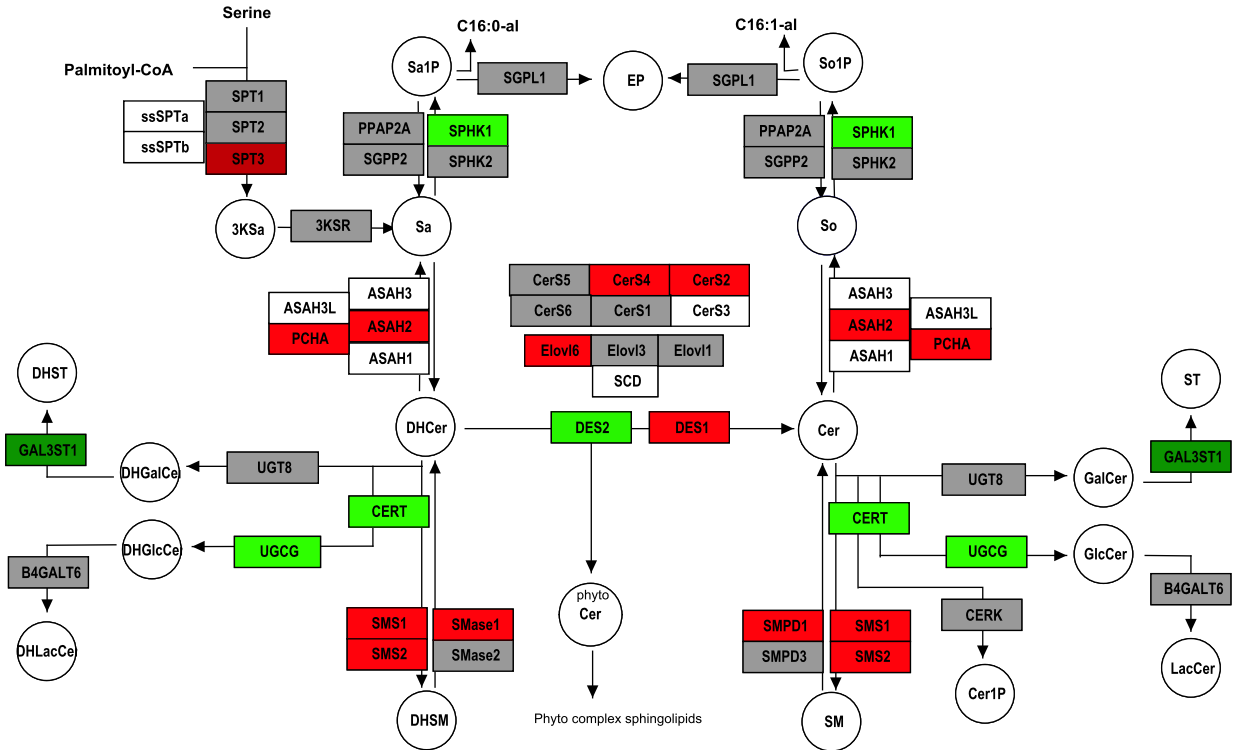 Serine
C16:0-al
C16:1-al
Palmitoyl-CoA
Sa1P
SGPL1
EP
SGPL1
So1P
SPT1
ssSPTa
SPT2
ssSPTb
SPT3
PPAP2A
SPHK1
SGPP2
SPHK2
PPAP2A
SPHK1
SGPP2
SPHK2
3KSa
3KSR
Sa
So
CerS5
CerS4
CerS2
CerS6
CerS1
CerS3
ASAH3
ASAH3L
ASAH2
PCHA
ASAH1
ASAH3
ASAH3L
ASAH2
PCHA
ASAH1
Elovl6
Elovl3
Elovl1
SCD
DHST
ST
DHCer
DES2
DES1
Cer
GAL3ST1
GAL3ST1
DHGalCer
UGT8
UGT8
GalCer
CERT
CERT
DHGlcCer
UGCG
UGCG
GlcCer
B4GALT6
B4GALT6
phyto
Cer
CERK
SMS1
SMase1
SMS2
SMase2
SMPD1
SMS1
SMPD3
SMS2
DHLacCer
LacCer
DHSM
SM
Cer1P
Phyto complex sphingolipids